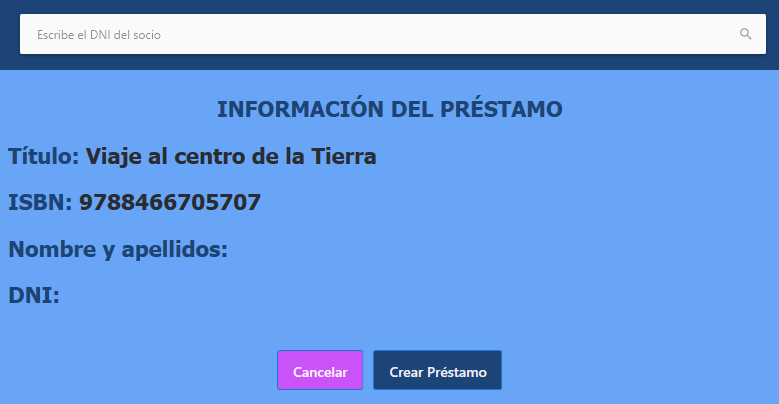 Escribe el DNI del socio
INFORMACIÓN DEL PRÉSTAMO
Título: Viaje al centro de la Tierra
ISBN: 9788466705707
Nombre y apellidos:
DNI:
Cancelar
Crear Préstamo